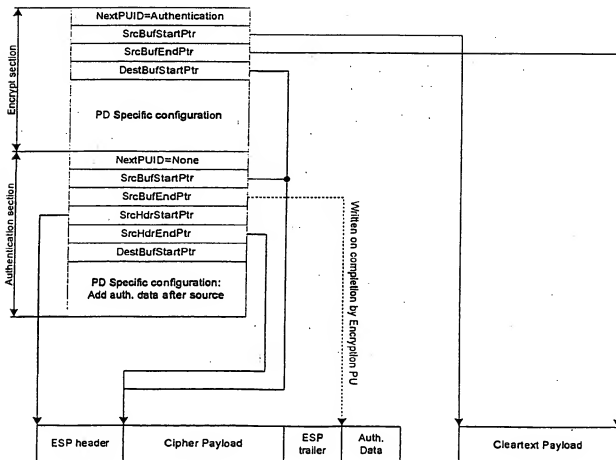 Encrypt section
NextPUID=Authentication
SrcBufStartPtr
SrcBufEndPtr
DestBufStartPtr
PD Specific configuration
Authentication section
NextPUID=None
SrcBufStartPtr
SrcBufEndPtr
SrcHdrStartPtr
SrcHdrEndPtr
DestBufStartPtr
PD Specific configuration:
Add auth. data after source
Written on completion by Encryption PU
ESP header
Cipher Payload
ESP
trailer
Auth.
Data
Cleartext Payload